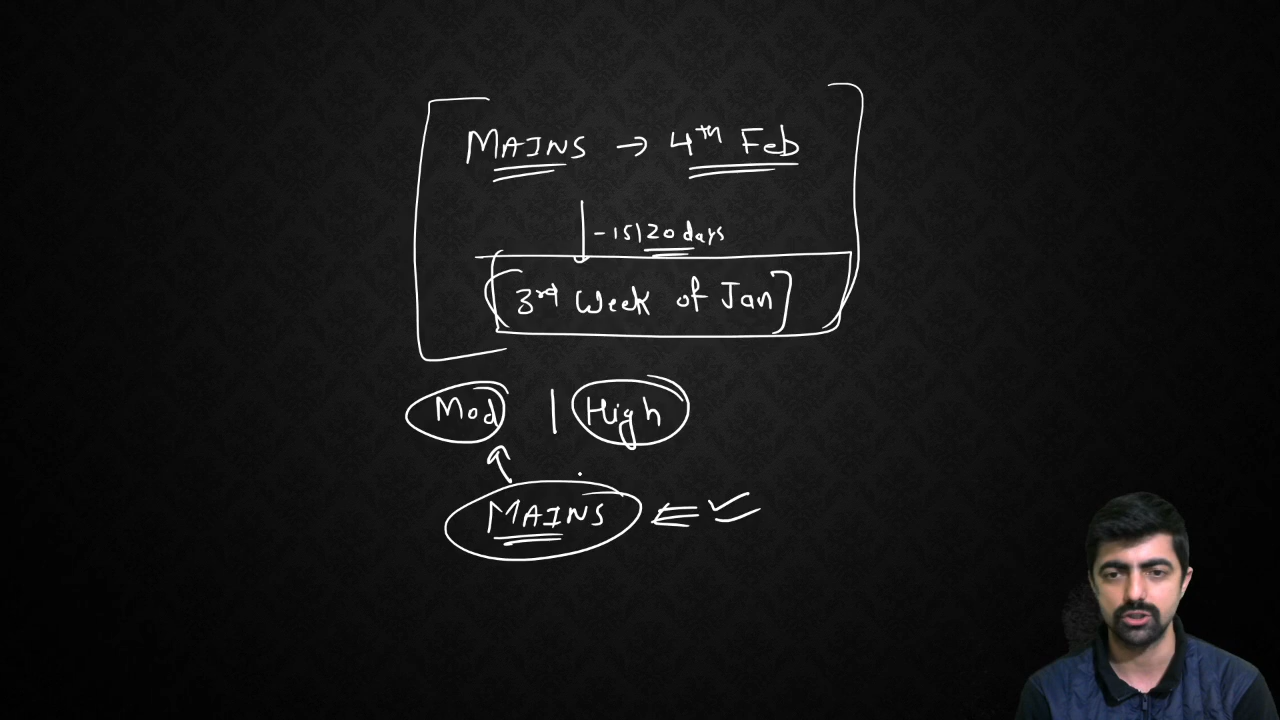 MAINS → 4th Feb
-15|20 days
3rd Week of Jan
Mod | High
MAINS